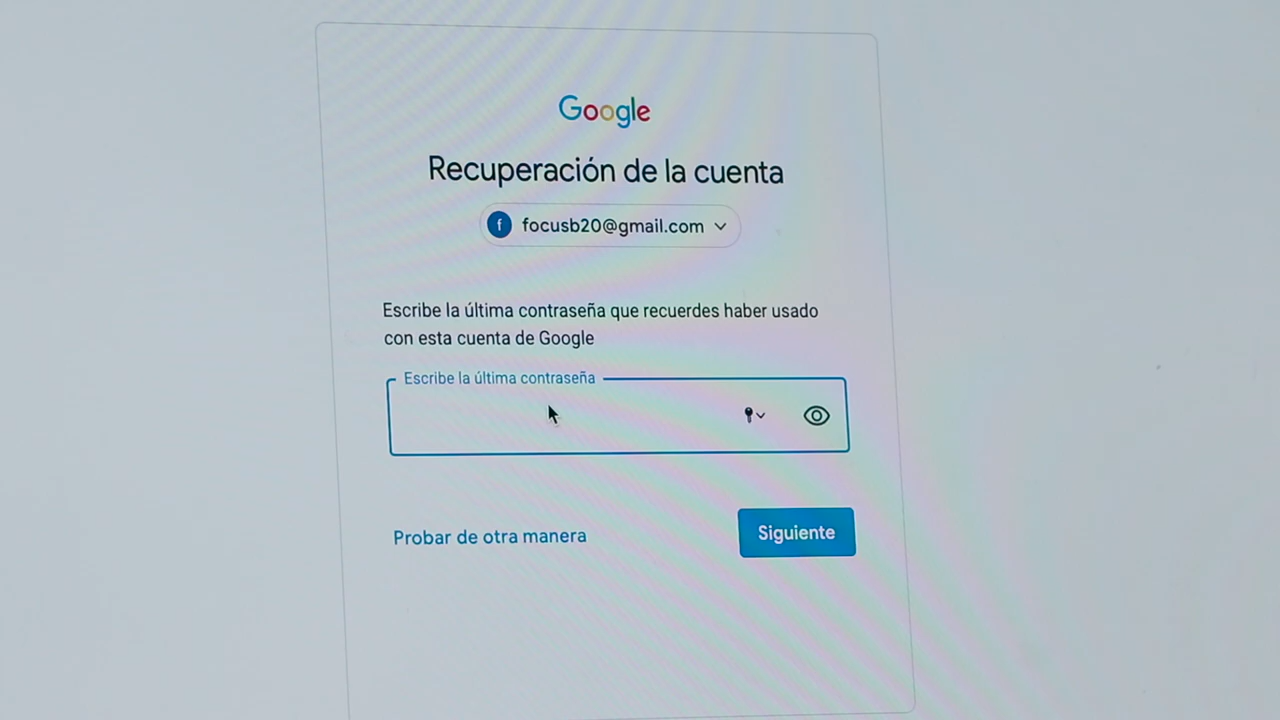 Google
Recuperación de la cuenta
f focusb20@gmail.com
Escribe la última contraseña que recuerdes haber usado
con esta cuenta de Google
Escribe la última contraseña
Probar de otra manera
Siguiente